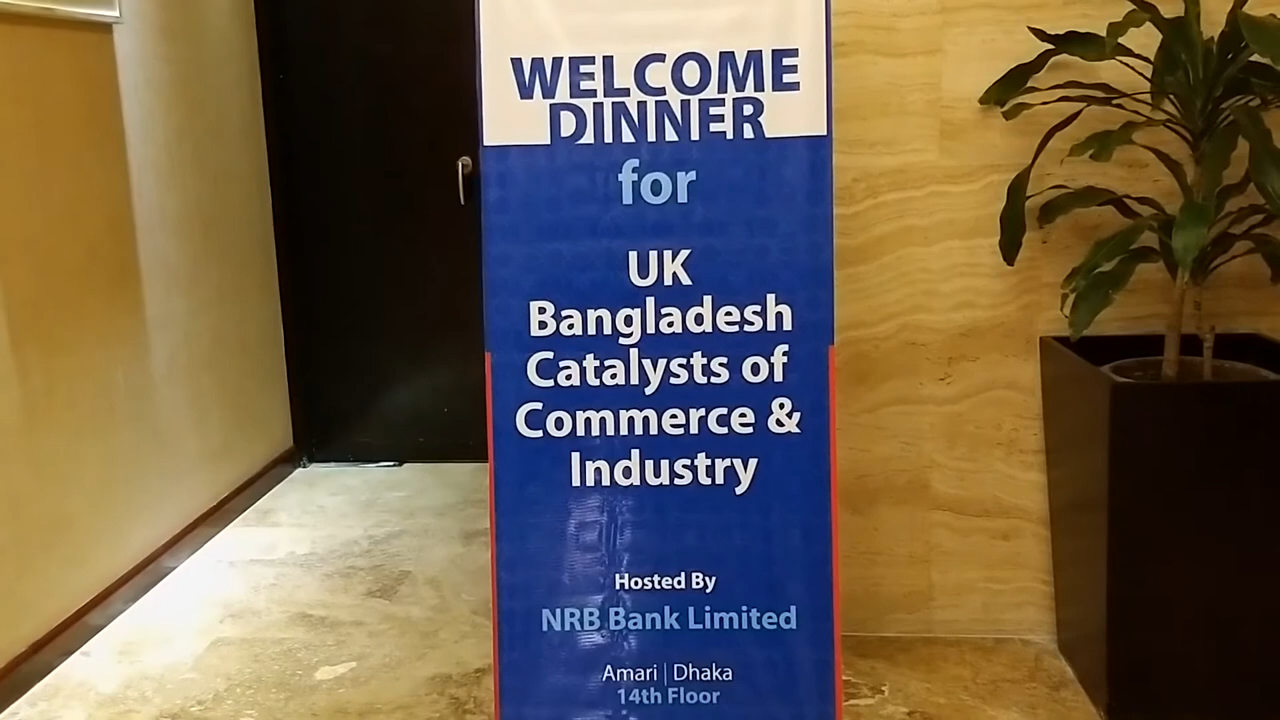 WELCOME
DINNER
for
UK
Bangladesh
Catalysts of
Commerce &
Industry
Hosted By
NRB Bank Limited
Amari | Dhaka
14th Floor